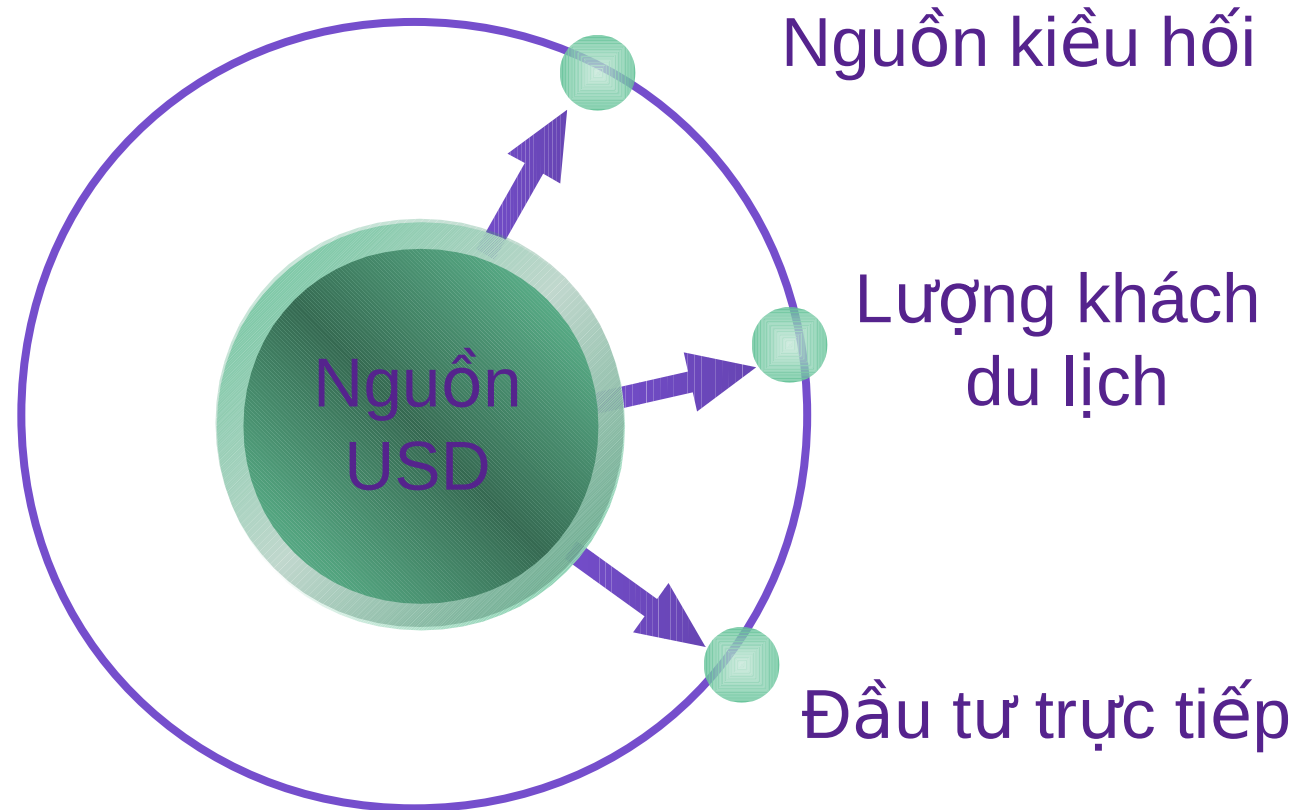 Nguồn kiều hối
Lượng khách
du lịch
Nguồn
USD
Đầu tư trực tiếp